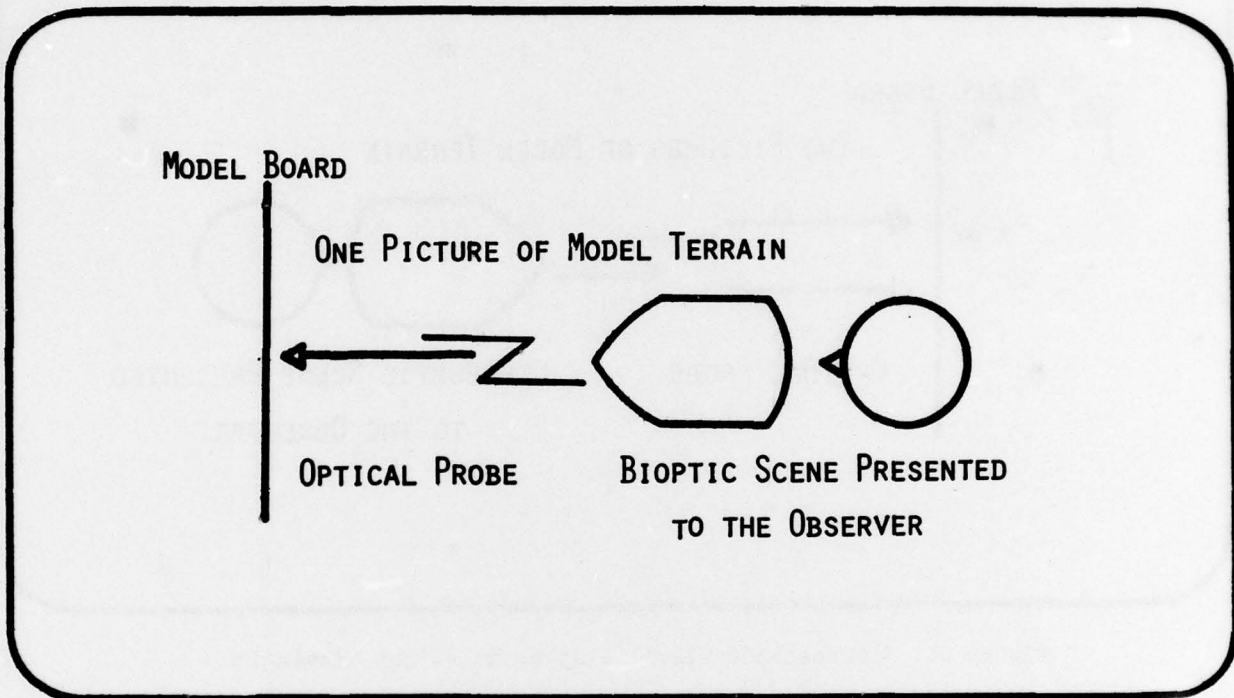 MODEL BOARD
ONE PICTURE OF MODEL TERRAIN
OPTICAL PROBE
BIOPTIC SCENE PRESENTED
TO THE OBSERVER